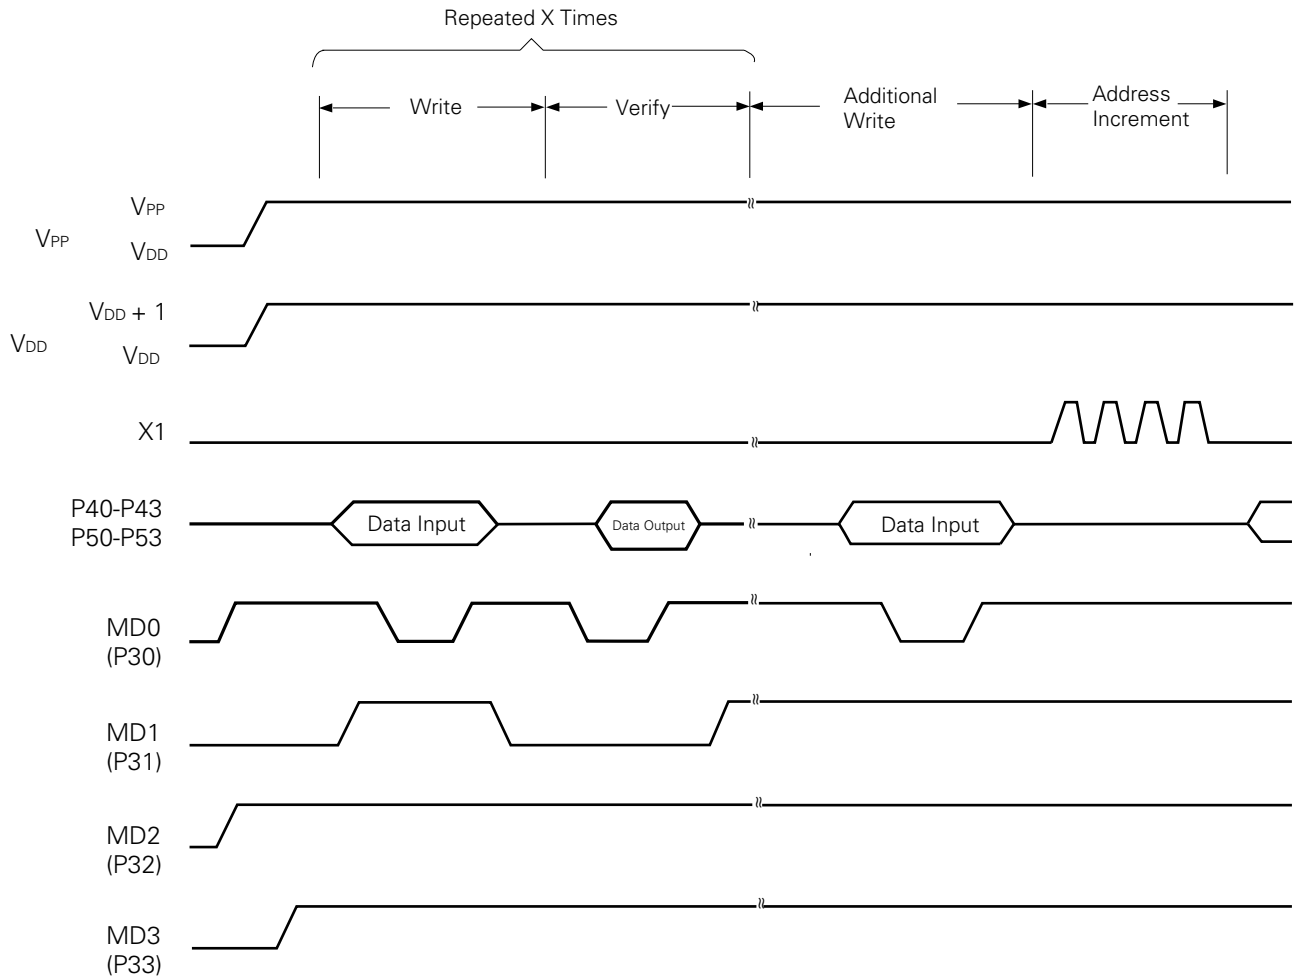 Repeated X Times
Write
Verify
Additional
Write
Address
Increment
VPP
VPP
VDD
VDD + 1
VDD
VDD
X1
P40-P43
P50-P53
Data Input
Data Output
Data Input
MD0
(P30)
MD1
(P31)
MD2
(P32)
MD3
(P33)